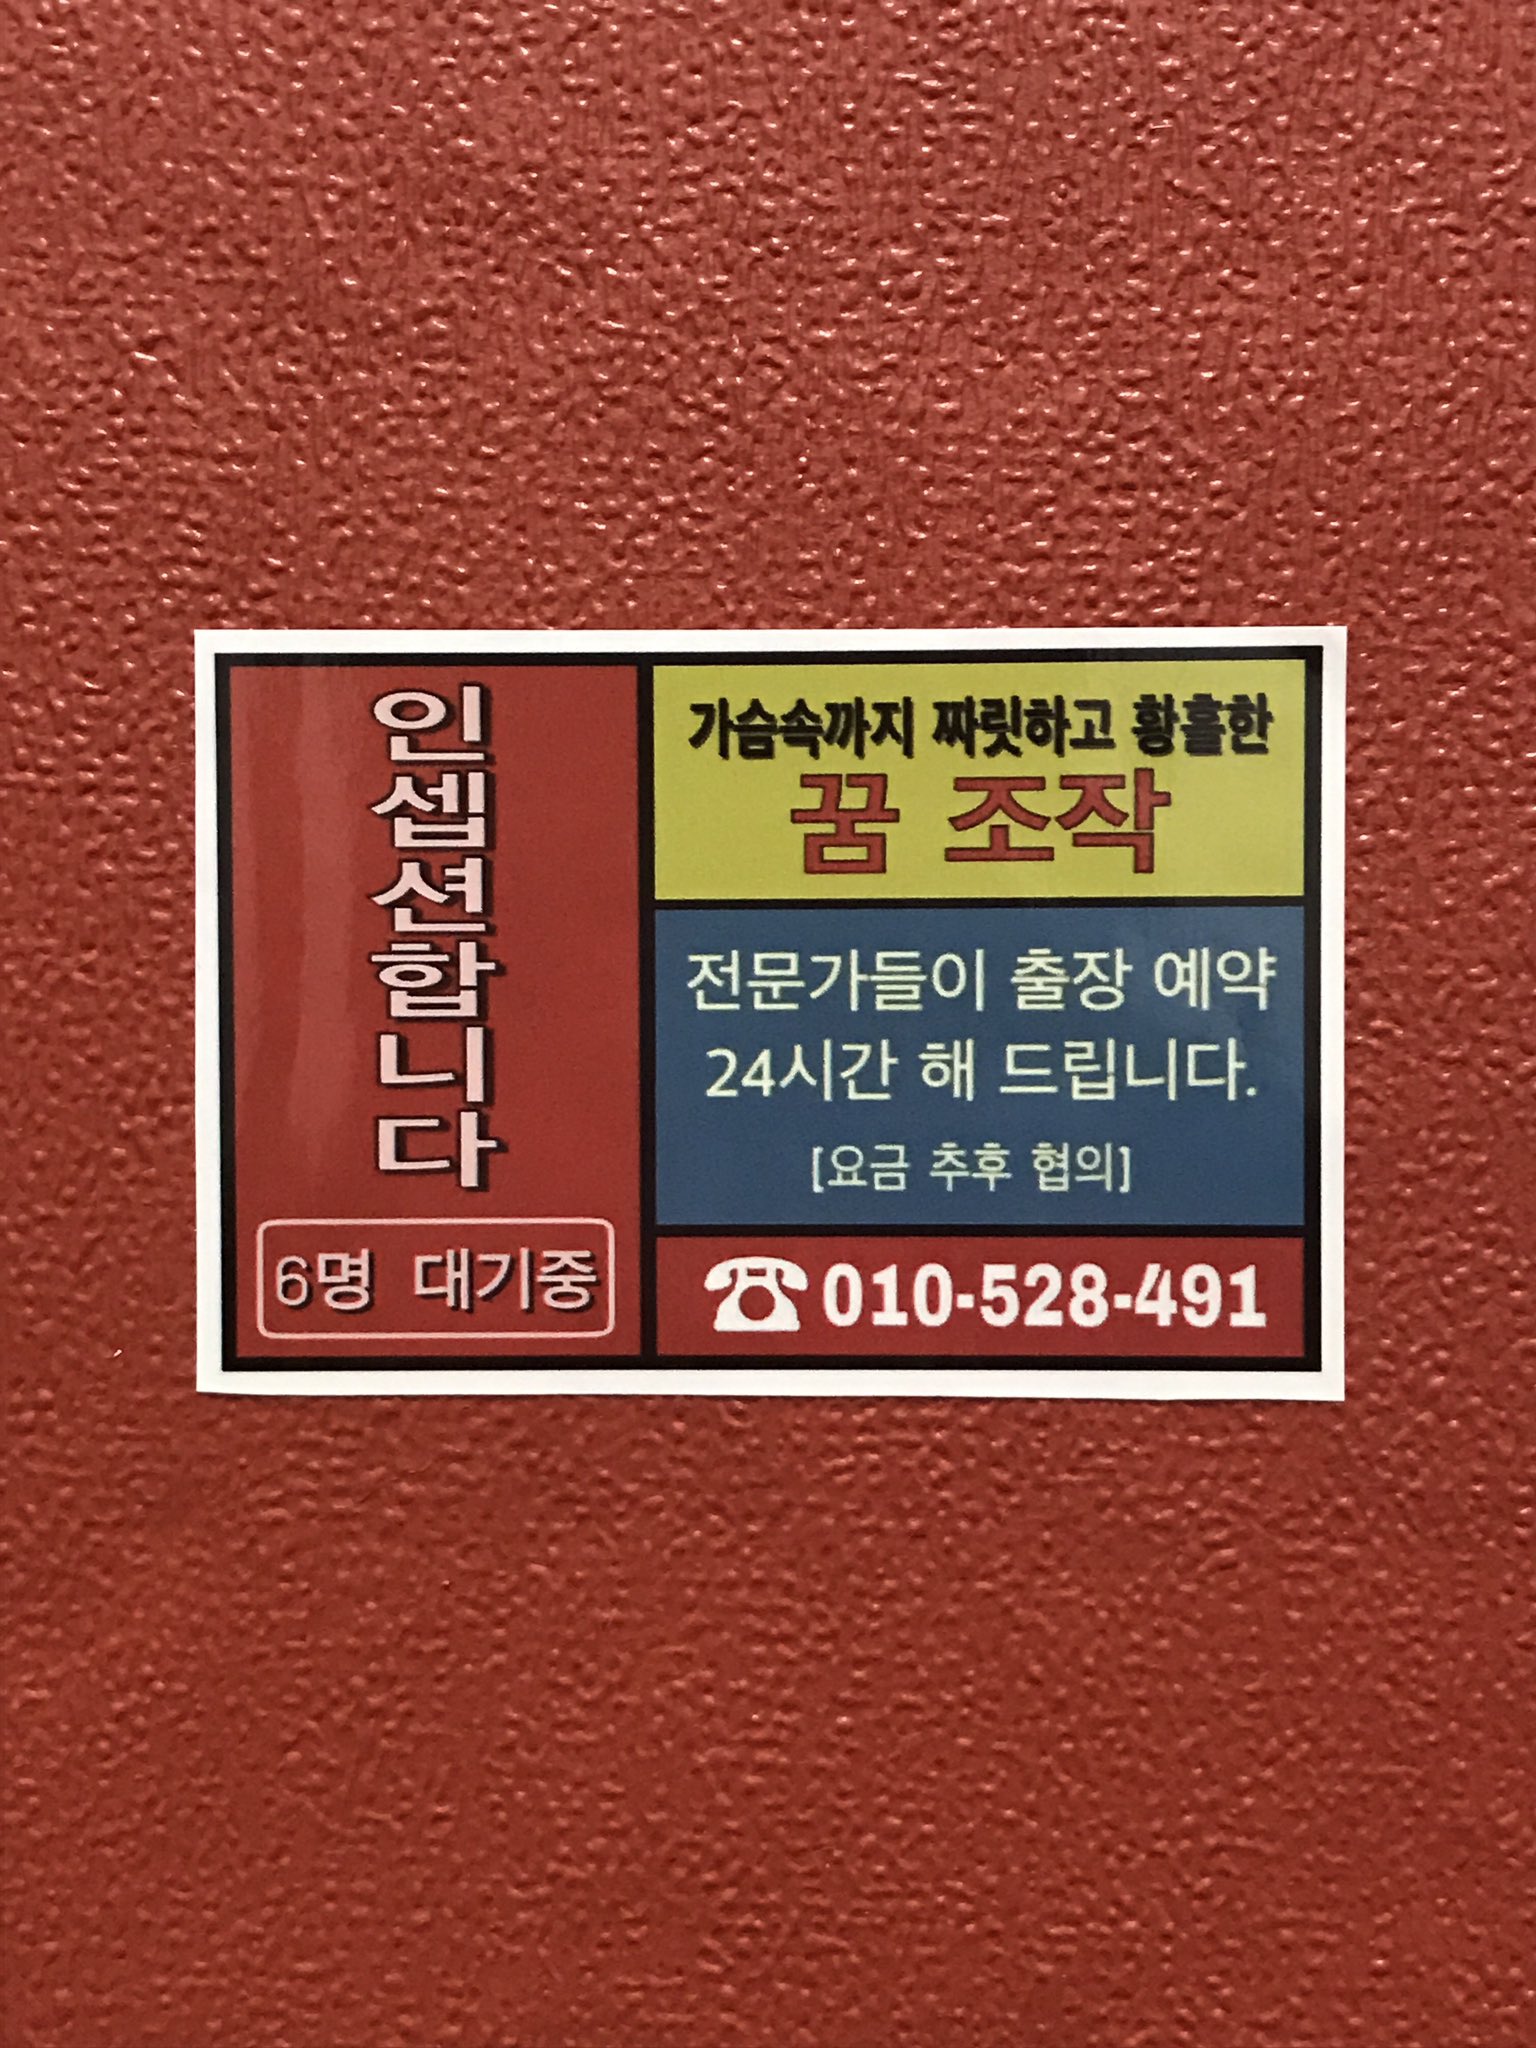 인셉션합니다
6명 대기중
가슴속까지 짜릿하고 황홀한
꿈 조작
전문가들이 출장 예약
24시간 해 드립니다.
[요금 추후 협의]
☎010-528-491